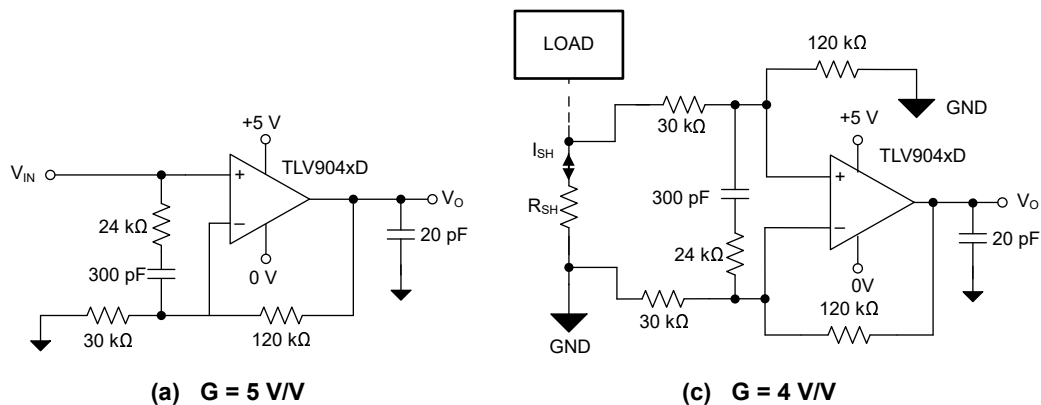 +5 V
TLV904xD
V_IN
+
−
V_O
24 kΩ
300 pF
20 pF
0 V
30 kΩ
120 kΩ
(a) G = 5 V/V
LOAD
120 kΩ
GND
30 kΩ
+5 V
TLV904xD
I_SH
300 pF
+
−
V_O
R_SH
24 kΩ
20 pF
0V
120 kΩ
30 kΩ
GND
(c) G = 4 V/V